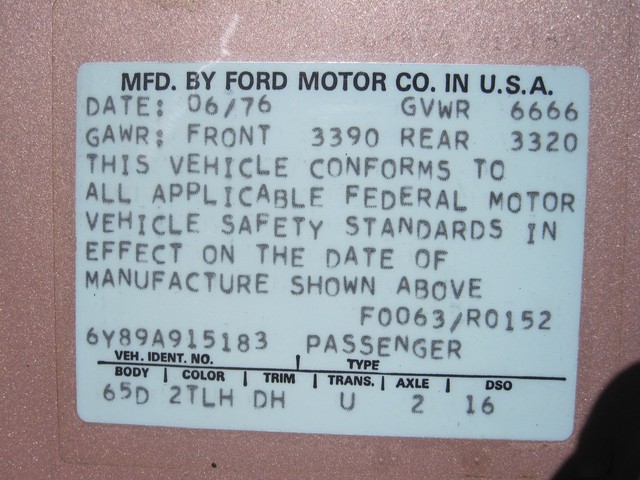 MFD. BY FORD MOTOR CO. IN U.S.A.
DATE: 06/76 GVWR 6666
GAWR: FRONT 3390 REAR 3320
THIS VEHICLE CONFORMS TO
ALL APPLICABLE FEDERAL MOTOR
VEHICLE SAFETY STANDARDS IN
EFFECT ON THE DATE OF
MANUFACTURE SHOWN ABOVE
F0063/R0152
6Y89A915183 PASSENGER
VEH. IDENT. NO. TYPE
BODY COLOR TRIM TRANS. AXLE DSO
65D 2TLH DH U 2 16